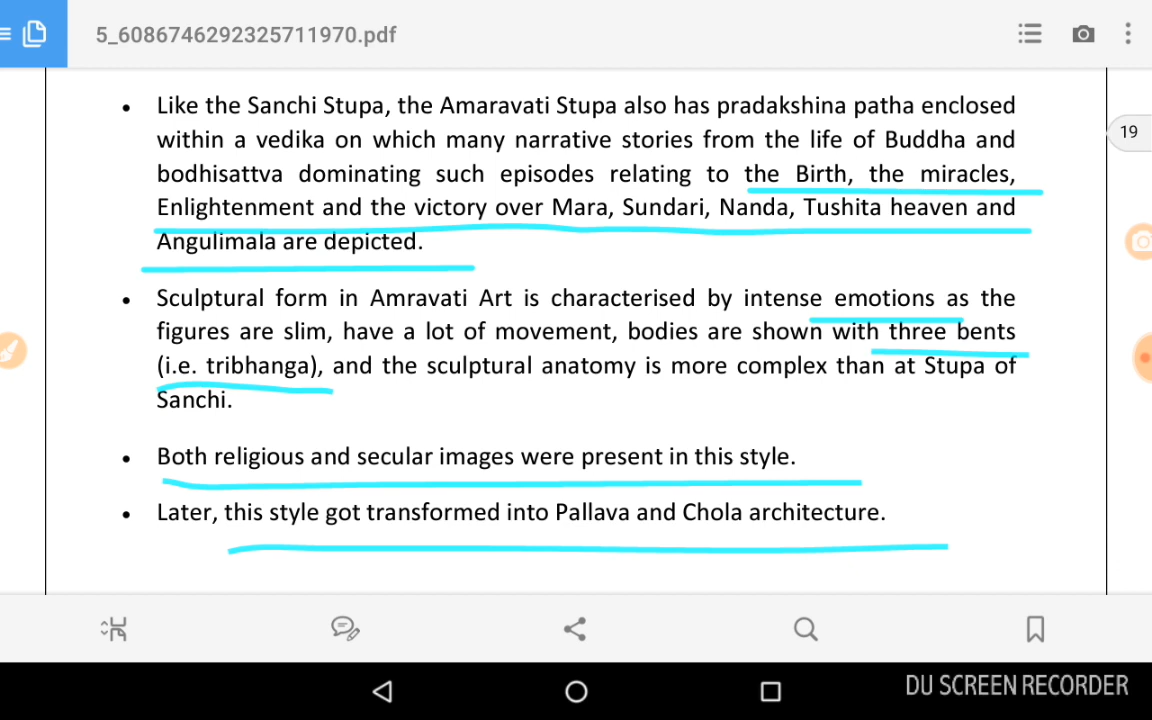 5_6086746292325711970.pdf
19
• Like the Sanchi Stupa, the Amaravati Stupa also has pradakshina patha enclosed
within a vedika on which many narrative stories from the life of Buddha and
bodhisattva dominating such episodes relating to the Birth, the miracles,
Enlightenment and the victory over Mara, Sundari, Nanda, Tushita heaven and
Angulimala are depicted.
• Sculptural form in Amravati Art is characterised by intense emotions as the
figures are slim, have a lot of movement, bodies are shown with three bents
(i.e. tribhanga), and the sculptural anatomy is more complex than at Stupa of
Sanchi.
• Both religious and secular images were present in this style.
• Later, this style got transformed into Pallava and Chola architecture.
DU SCREEN RECORDER